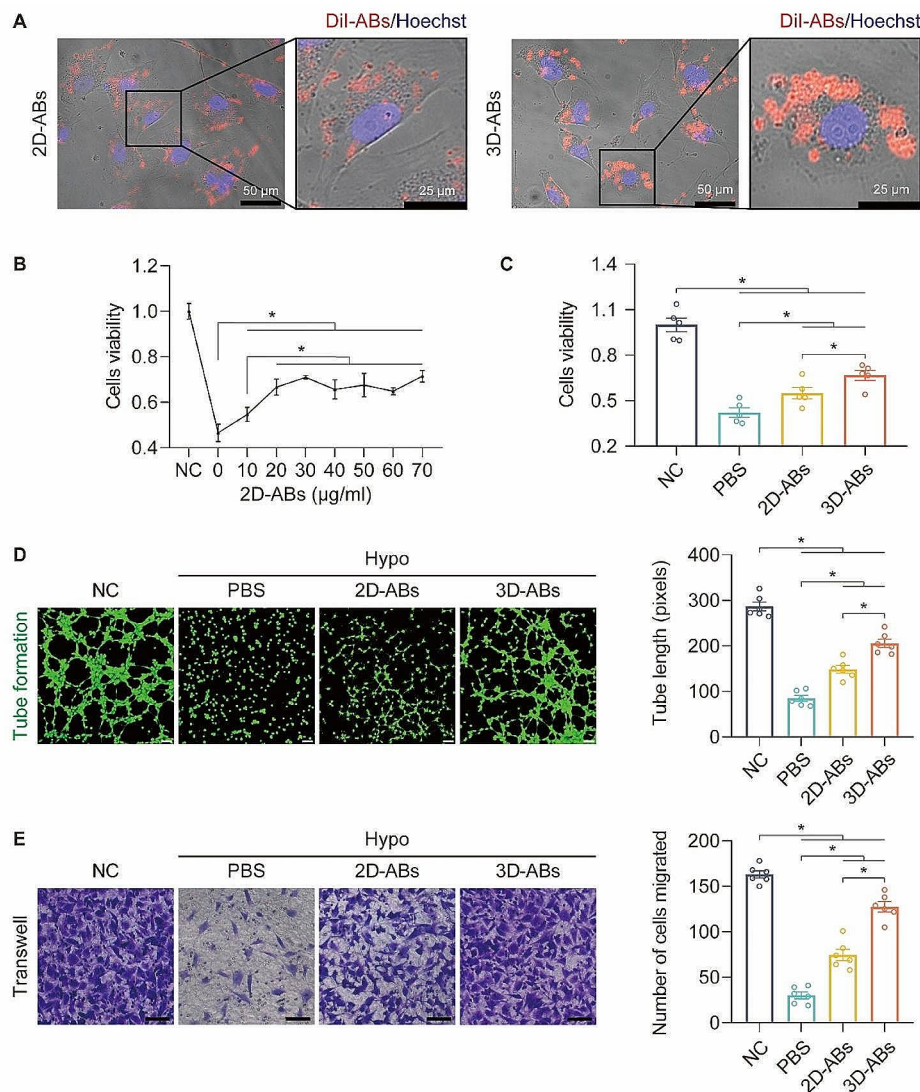 A
DiI-ABs/Hoechst
DiI-ABs/Hoechst
2D-ABs
50 µm
25 µm
3D-ABs
50 µm
25 µm
B
Cells viability
1.0
0.8
0.6
0.4
*
*
NC 0 10 20 30 40 50 60 70
2D-ABs (µg/ml)
C
Cells viability
1.4
1.1
0.8
0.5
0.2
*
*
*
NC
PBS
2D-ABs
3D-ABs
D
Hypo
NC
PBS
2D-ABs
3D-ABs
Tube formation
Tube length (pixels)
400
300
200
100
0
*
*
*
NC
PBS
2D-ABs
3D-ABs
E
Hypo
NC
PBS
2D-ABs
3D-ABs
Transwell
Number of cells migrated
200
150
100
50
0
*
*
*
NC
PBS
2D-ABs
3D-ABs